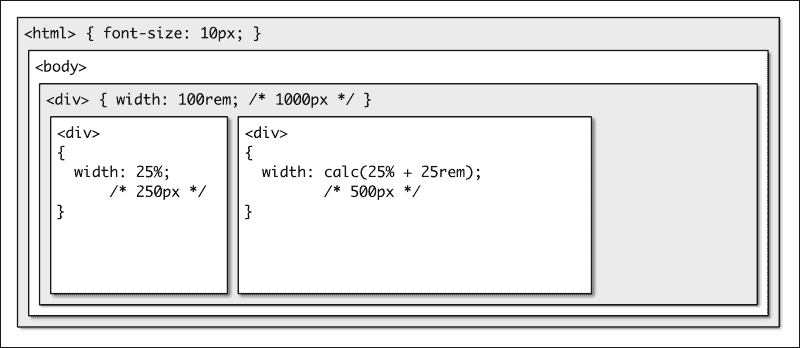 <html> { font-size: 10px; }
<body>
<div> { width: 100rem; /* 1000px */ }
<div>
{
width: 25%;
/* 250px */
}
<div>
{
width: calc(25% + 25rem);
/* 500px */
}